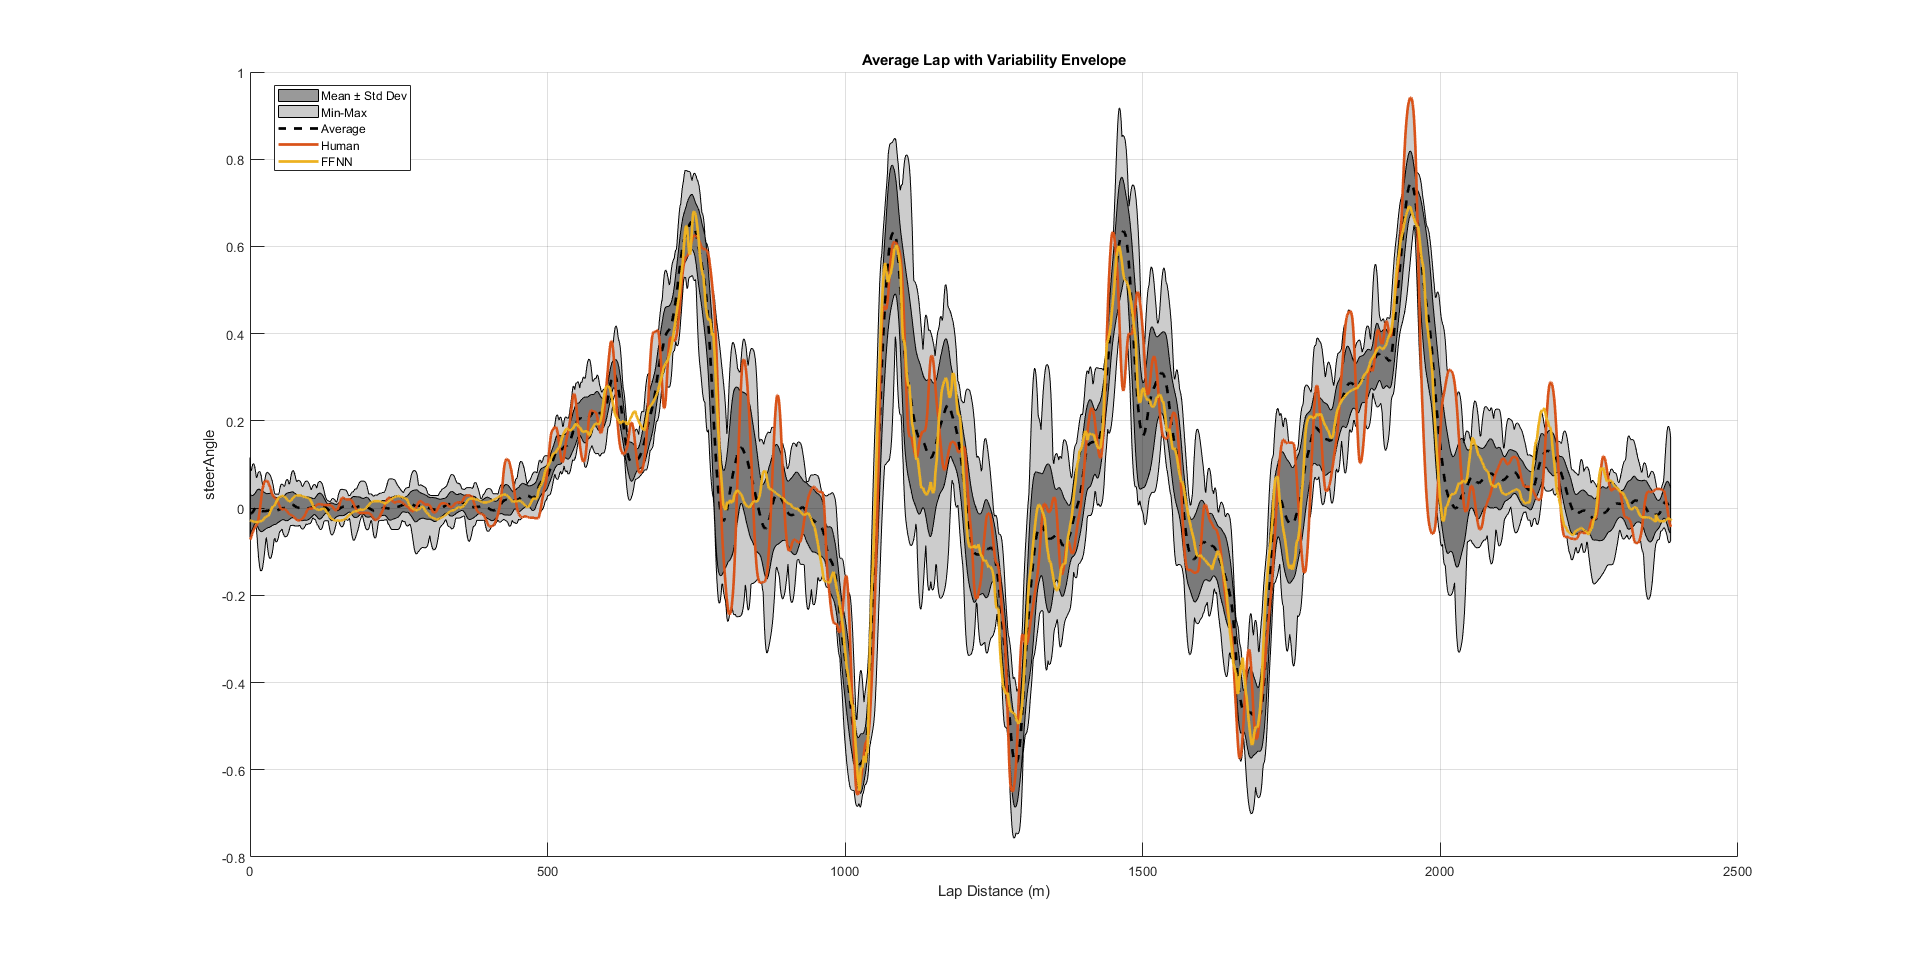 Average Lap with Variability Envelope
Mean ± Std Dev
Min-Max
Average
Human
FFNN
1
0.8
0.6
0.4
0.2
0
-0.2
-0.4
-0.6
-0.8
steerAngle
0
500
1000
1500
2000
2500
Lap Distance (m)